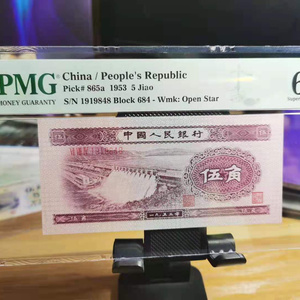 PMG
MONEY GUARANTY
China / People's Republic
Pick# 865a 1953 5 Jiao
S/N 1919848 Block 684 - Wmk: Open Star
6
中國人民銀行
伍角
一九五三年